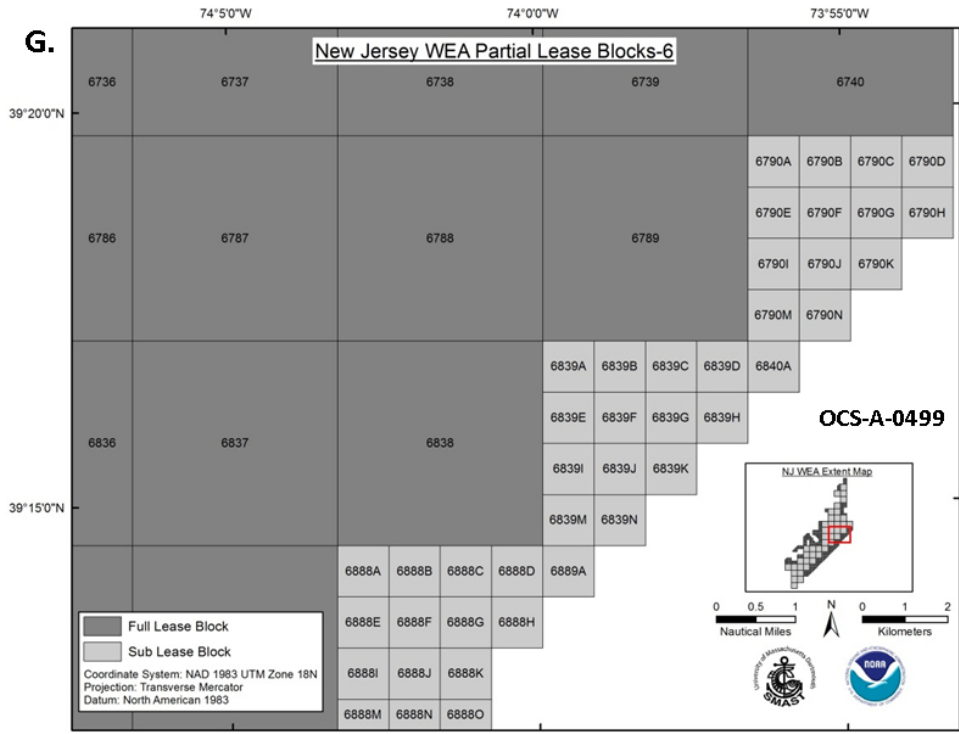 74°5'0"W 74°0'0"W 73°55'0"W
G.
New Jersey WEA Partial Lease Blocks-6
6736 6737 6738 6739 6740
39°20'0"N
6790A 6790B 6790C 6790D
6790E 6790F 6790G 6790H
6786 6787 6788 6789
6790I 6790J 6790K
6790M 6790N
6839A 6839B 6839C 6839D 6840A
6839E 6839F 6839G 6839H
OCS-A-0499
6836 6837 6838
6839I 6839J 6839K
NJ WEA Extent Map
39°15'0"N
6839M 6839N
6888A 6888B 6888C 6888D 6889A
6888E 6888F 6888G 6888H
6888I 6888J 6888K
6888M 6888N 6888O
Full Lease Block
Sub Lease Block
Coordinate System: NAD 1983 UTM Zone 18N
Projection: Transverse Mercator
Datum: North American 1983
0 0.5 1
Nautical Miles
N
0 1 2
Kilometers
University of Massachusetts Dartmouth
SMAST
NOAA